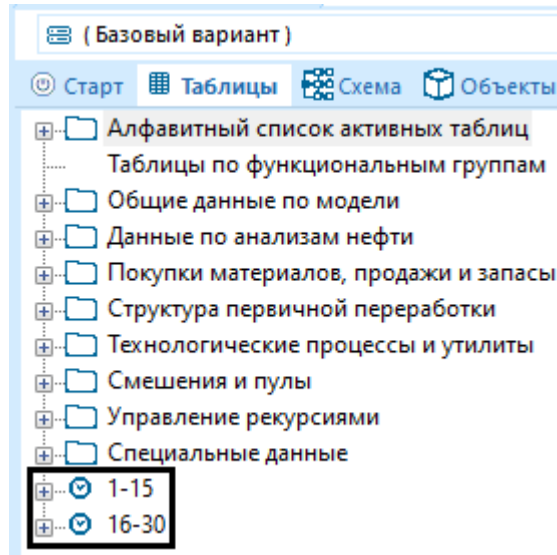 ( Базовый вариант )
Старт Таблицы Схема Объекты
Алфавитный список активных таблиц
Таблицы по функциональным группам
Общие данные по модели
Данные по анализам нефти
Покупки материалов, продажи и запасы
Структура первичной переработки
Технологические процессы и утилиты
Смешения и пулы
Управление рекурсиями
Специальные данные
1-15
16-30